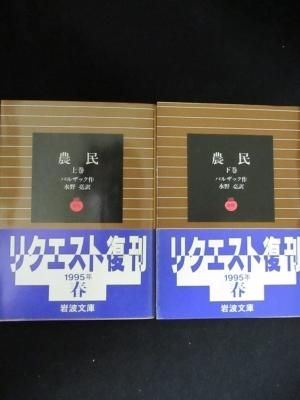 農民
上巻
バルザック作
水野 亮訳
リクエスト復刊
1995年
春
岩波文庫
農民
下巻
バルザック作
水野 亮訳
リクエスト復刊
1995年
春
岩波文庫